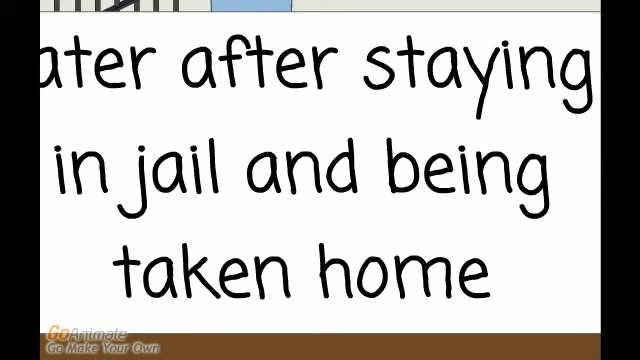 ater after staying
in jail and being
taken home
GoAnimate
Go Make Your Own